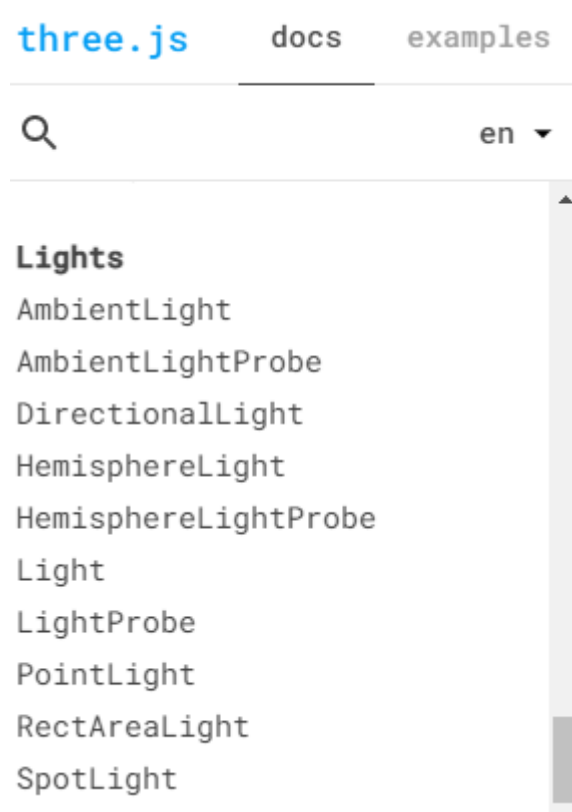 three.js docs examples
en
Lights
AmbientLight
AmbientLightProbe
DirectionalLight
HemisphereLight
HemisphereLightProbe
Light
LightProbe
PointLight
RectAreaLight
SpotLight